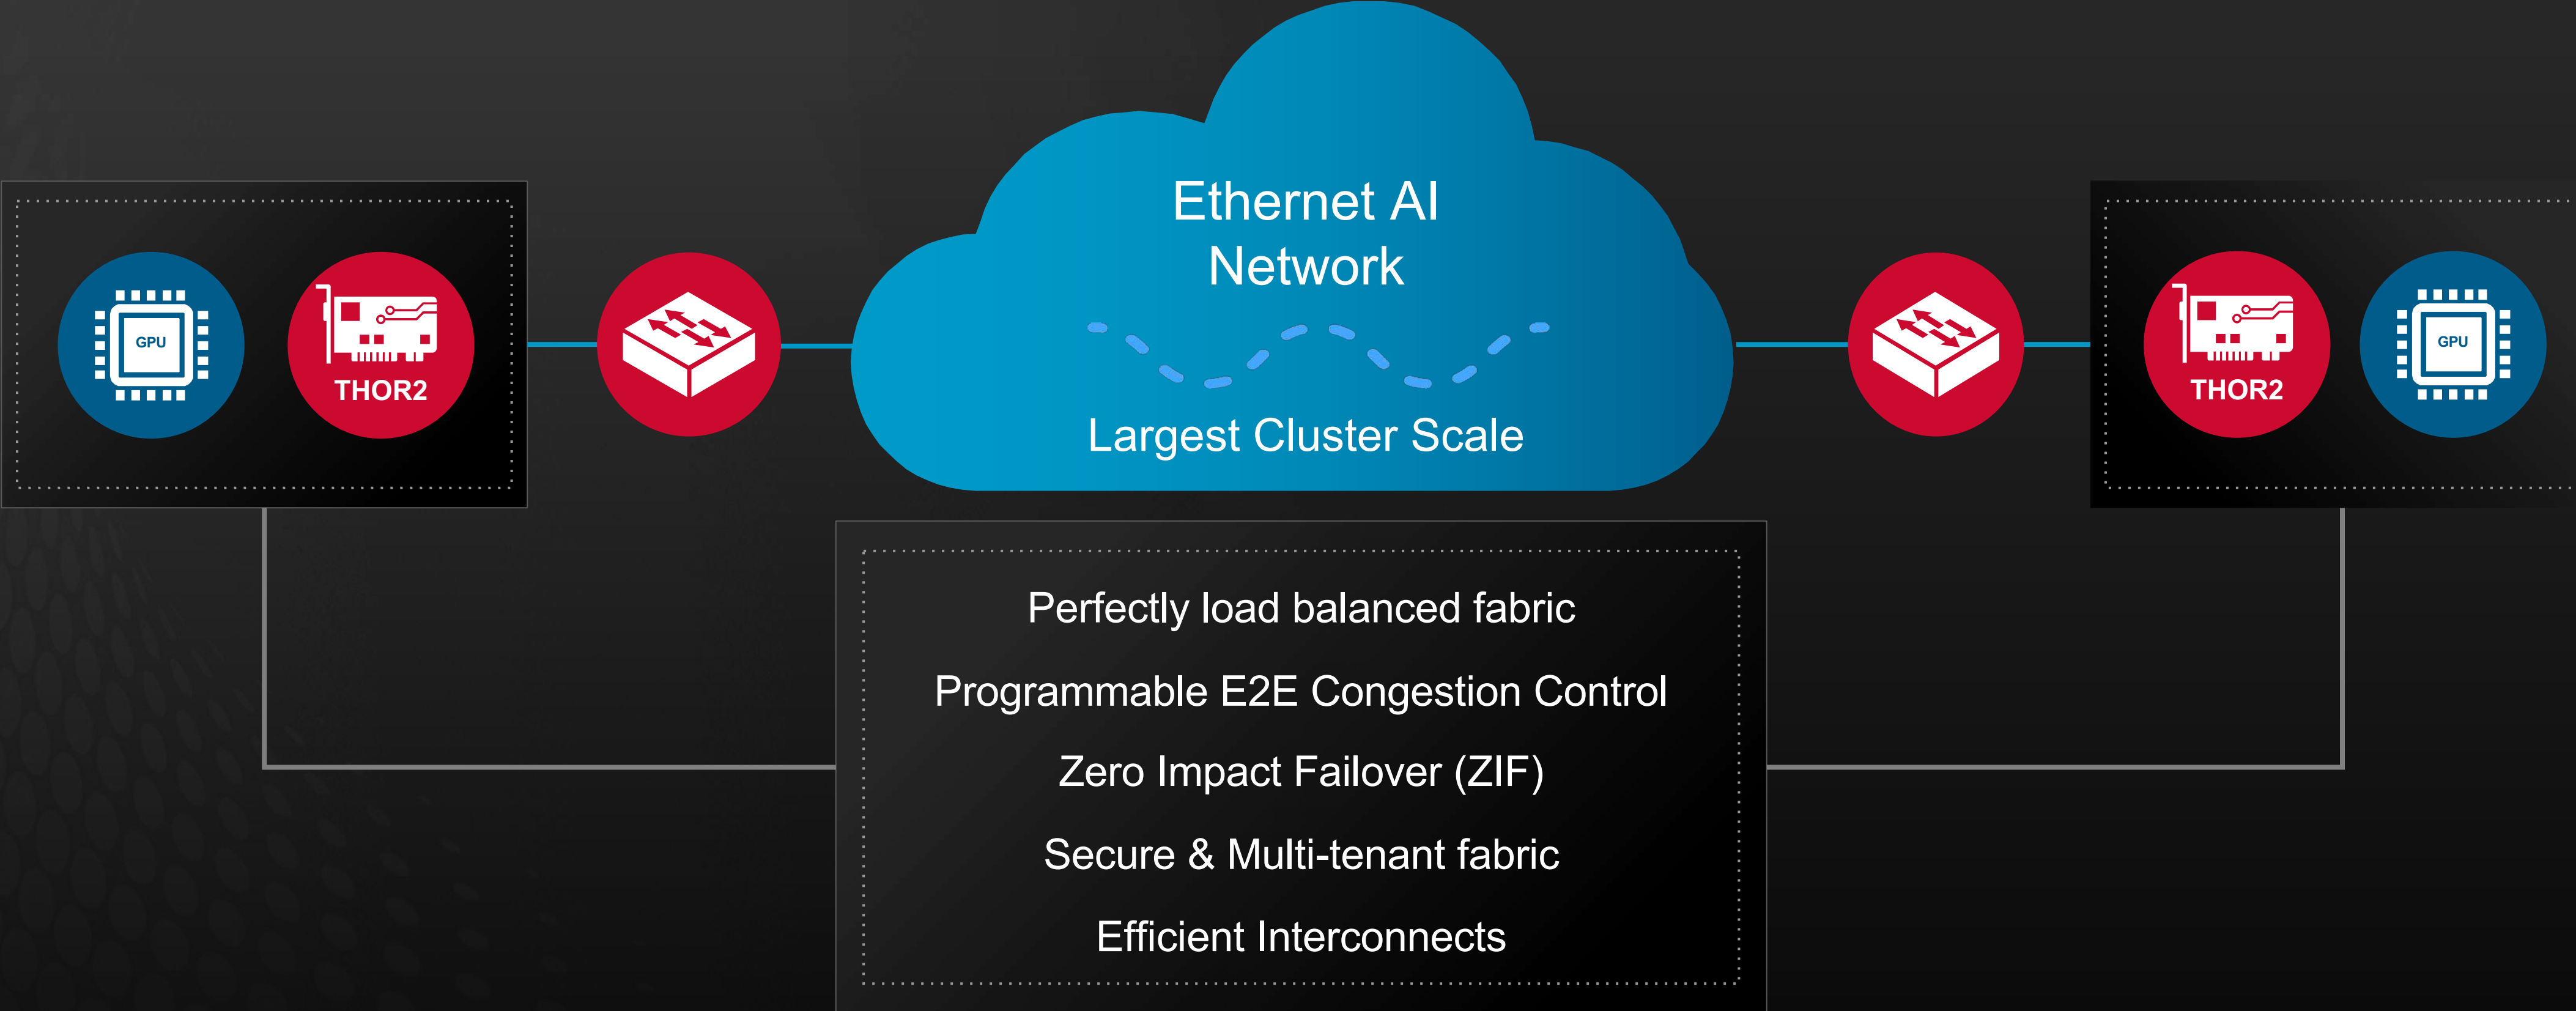 Ethernet AI
Network
Largest Cluster Scale
GPU
THOR2
THOR2
GPU
Perfectly load balanced fabric
Programmable E2E Congestion Control
Zero Impact Failover (ZIF)
Secure & Multi-tenant fabric
Efficient Interconnects